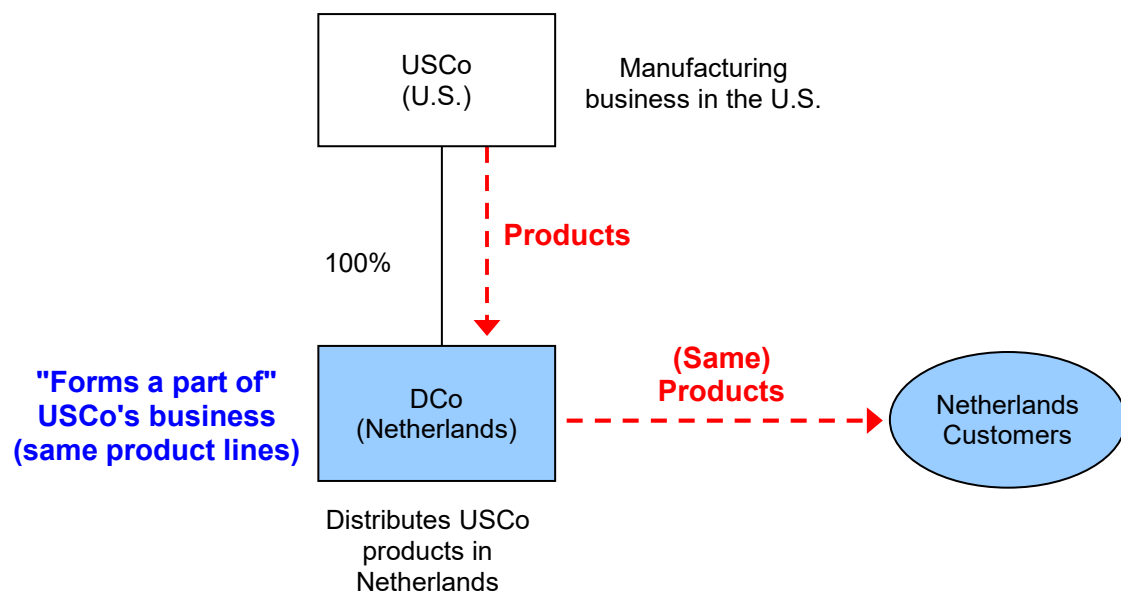 USCo
(U.S.)
Manufacturing
business in the U.S.
Products
100%
"Forms a part of"
USCo's business
(same product lines)
DCo
(Netherlands)
(Same)
Products
Netherlands
Customers
Distributes USCo
products in
Netherlands